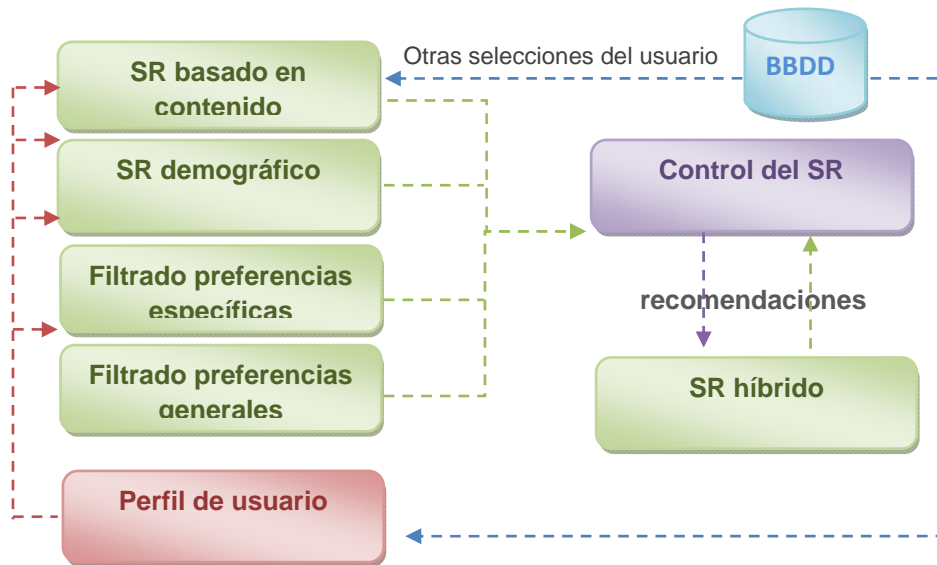 Otras selecciones del usuario
BBDD
SR basado en
contenido
SR demográfico
Control del SR
Filtrado preferencias
específicas
recomendaciones
Filtrado preferencias
generales
SR híbrido
Perfil de usuario